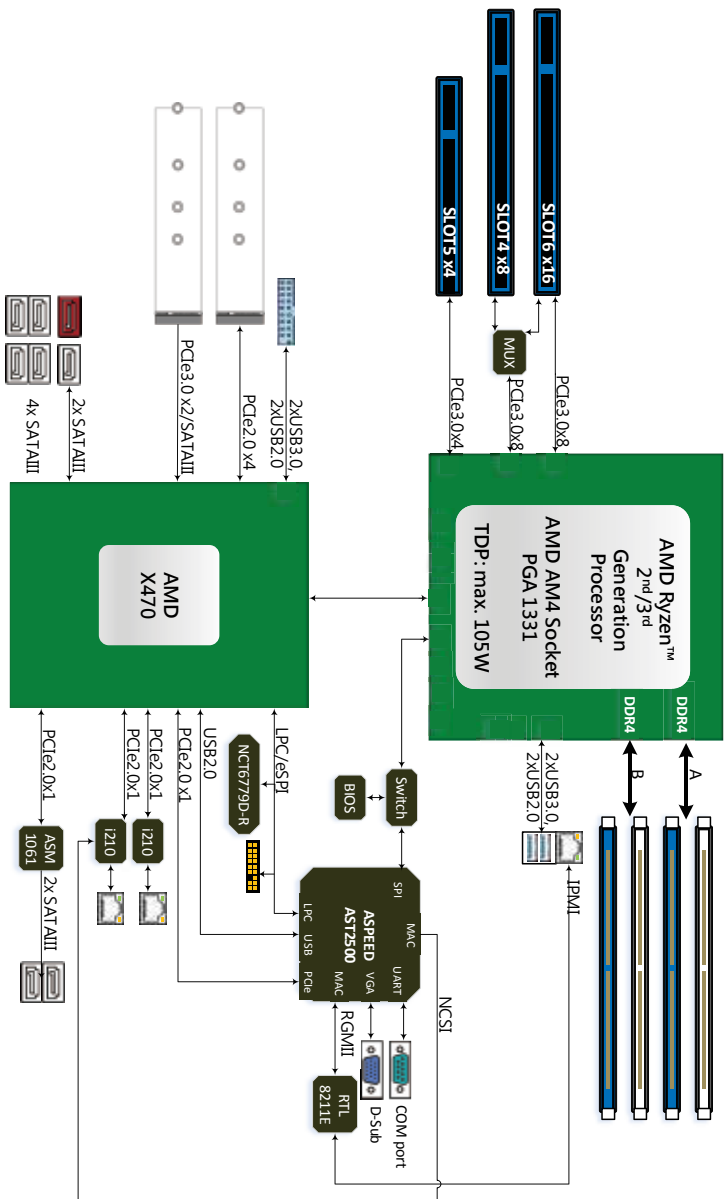 SLOT6 x16
SLOT4 x8
SLOT5 x4
MUX
PCIe3.0x8
PCIe3.0x8
PCIe3.0x4
AMD Ryzen™
2nd/3rd
Generation
Processor
AMD AM4 Socket
PGA 1331
TDP: max. 105W
DDR4
DDR4
A
B
2xUSB3.0,
2xUSB2.0
IPMI
2xUSB3.0,
2xUSB2.0
PCIe2.0 x4
PCIe3.0 x2/SATAIII
2x SATAIII
4x SATAIII
AMD
X470
Switch
BIOS
LPC/eSPI
NCT6779D-R
USB2.0
PCIe2.0 x1
PCIe2.0x1
PCIe2.0x1
PCIe2.0x1
i210
i210
ASM
1061
2x SATAIII
SPI
MAC
ASPEED
AST2500
LPC
USB
PCIe
UART
VGA
MAC
NCSI
RGMII
COM port
D-Sub
RTL
8211E